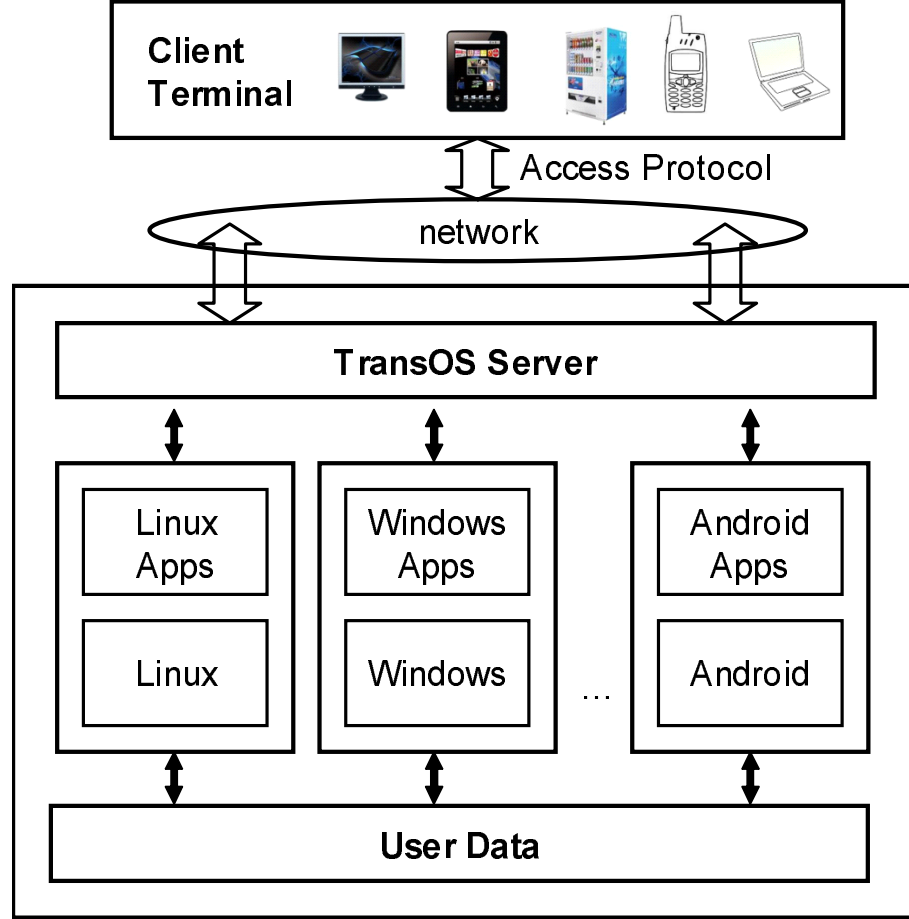 Client
Terminal
Access Protocol
network
TransOS Server
Linux
Apps
Windows
Apps
Android
Apps
Linux
Windows
...
Android
User Data